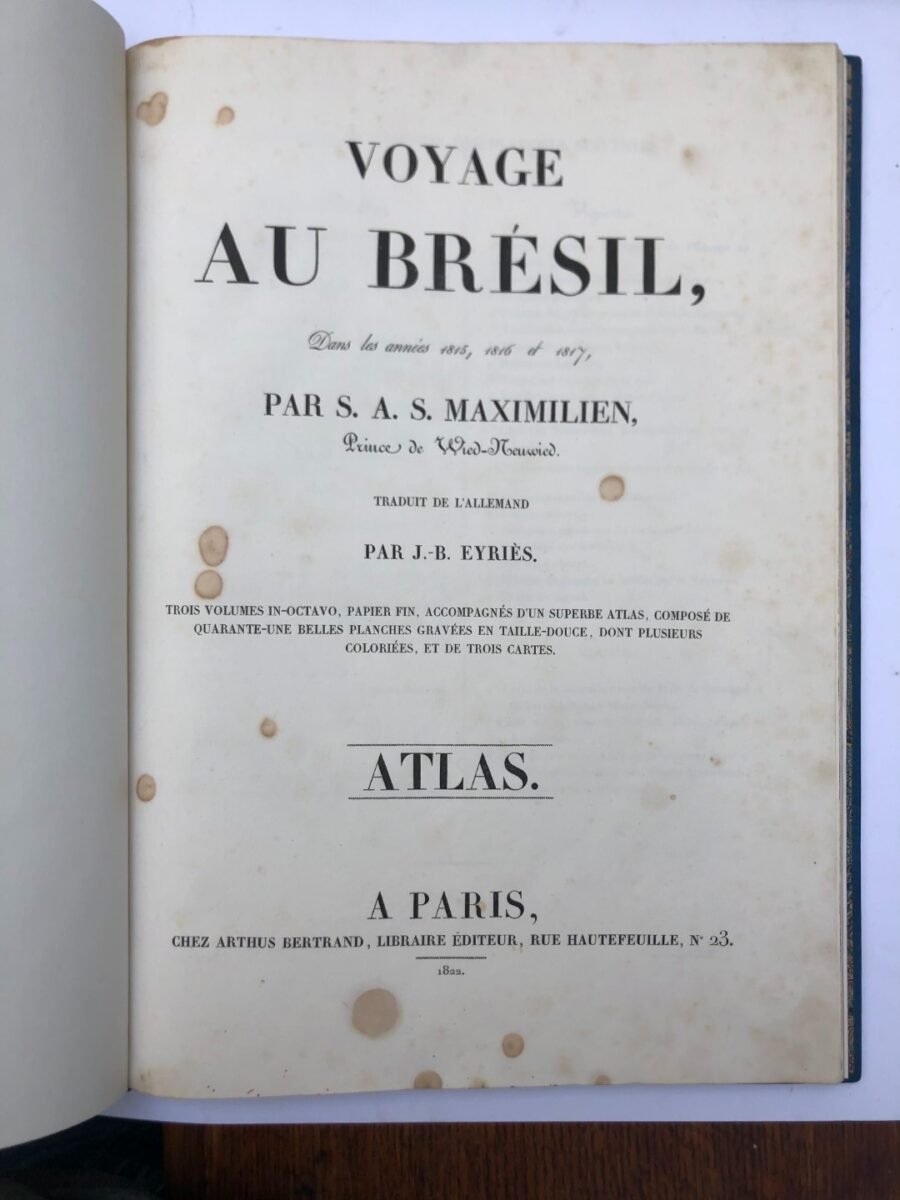 VOYAGE
AU BRÉSIL,
Dans les années 1815, 1816 et 1817,
PAR S. A. S. MAXIMILIEN,
Prince de Wied-Neuwied.
TRADUIT DE L'ALLEMAND
PAR J.-B. EYRIÈS.
TROIS VOLUMES IN-OCTAVO, PAPIER FIN, ACCOMPAGNÉS D'UN SUPERBE ATLAS, COMPOSÉ DE
QUARANTE-UNE BELLES PLANCHES GRAVÉES EN TAILLE-DOUCE, DONT PLUSIEURS
COLORIÉES, ET DE TROIS CARTES.
ATLAS.
A PARIS,
CHEZ ARTHUS BERTRAND, LIBRAIRE ÉDITEUR, RUE HAUTEFEUILLE, N° 23.
1822.